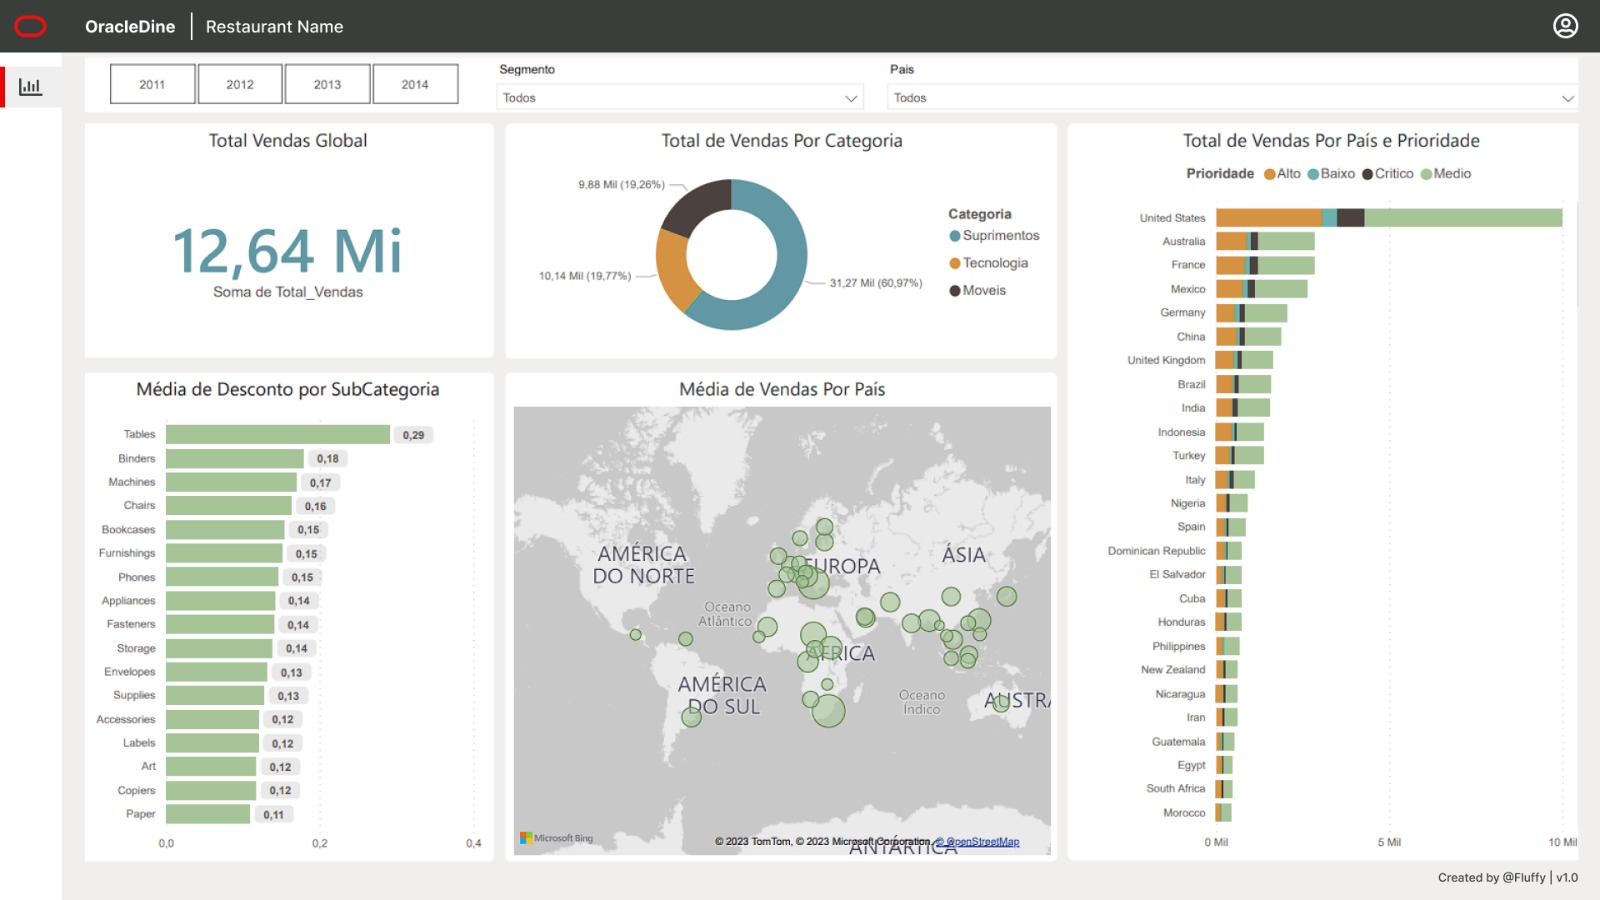 OracleDine | Restaurant Name
2011 2012 2013 2014
Segmento
Todos
Pais
Todos
Total Vendas Global
12,64 Mi
Soma de Total_Vendas
Total de Vendas Por Categoria
9,88 Mil (19,26%)
10,14 Mil (19,77%)
31,27 Mil (60,97%)
Categoria
Suprimentos
Tecnologia
Moveis
Total de Vendas Por País e Prioridade
Prioridade Alto Baixo Critico Medio
United States
Australia
France
Mexico
Germany
China
United Kingdom
Brazil
India
Indonesia
Turkey
Italy
Nigeria
Spain
Dominican Republic
El Salvador
Cuba
Honduras
Philippines
New Zealand
Nicaragua
Iran
Guatemala
Egypt
South Africa
Morocco
0 Mil 5 Mil 10 Mil
Média de Desconto por SubCategoria
Tables 0,29
Binders 0,18
Machines 0,17
Chairs 0,16
Bookcases 0,15
Furnishings 0,15
Phones 0,15
Appliances 0,14
Fasteners 0,14
Storage 0,14
Envelopes 0,13
Supplies 0,13
Accessories 0,12
Labels 0,12
Art 0,12
Copiers 0,12
Paper 0,11
0,0 0,2 0,4
Média de Vendas Por País
AMÉRICA
DO NORTE
EUROPA
ÁSIA
Oceano
Atlântico
ÁFRICA
AMÉRICA
DO SUL
Oceano
Índico
AUSTRA
ANTÁRTICA
Microsoft Bing
© 2023 TomTom, © 2023 Microsoft Corporation, © OpenStreetMap
Created by @Fluffy | v1.0